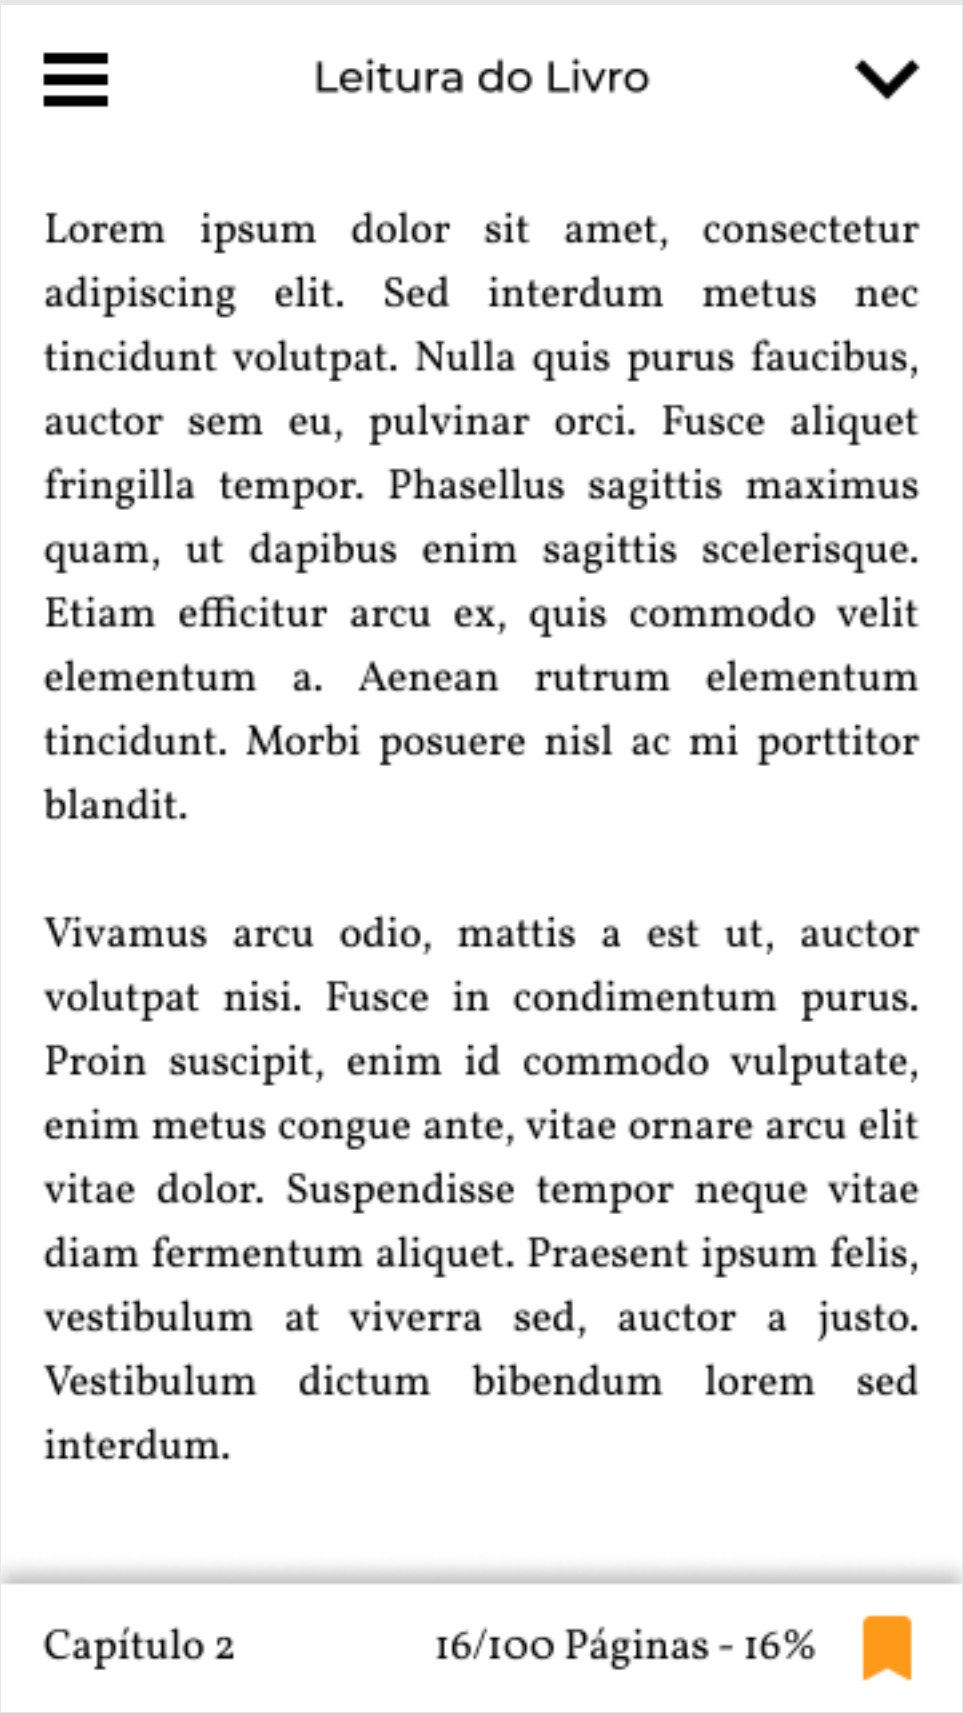 Leitura do Livro
Lorem ipsum dolor sit amet, consectetur
adipiscing elit. Sed interdum metus nec
tincidunt volutpat. Nulla quis purus faucibus,
auctor sem eu, pulvinar orci. Fusce aliquet
fringilla tempor. Phasellus sagittis maximus
quam, ut dapibus enim sagittis scelerisque.
Etiam efficitur arcu ex, quis commodo velit
elementum a. Aenean rutrum elementum
tincidunt. Morbi posuere nisl ac mi porttitor
blandit.
Vivamus arcu odio, mattis a est ut, auctor
volutpat nisi. Fusce in condimentum purus.
Proin suscipit, enim id commodo vulputate,
enim metus congue ante, vitae ornare arcu elit
vitae dolor. Suspendisse tempor neque vitae
diam fermentum aliquet. Praesent ipsum felis,
vestibulum at viverra sed, auctor a justo.
Vestibulum dictum bibendum lorem sed
interdum.
Capítulo 2 16/100 Páginas - 16%